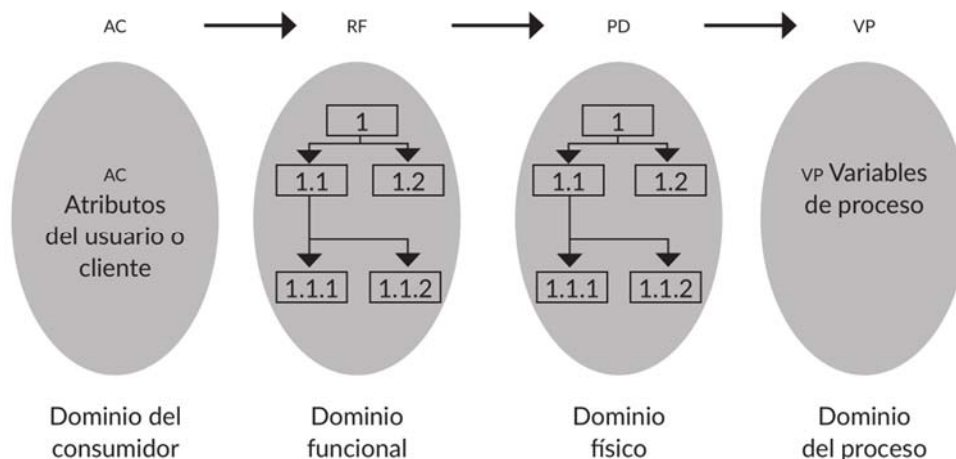 AC
RF
PD
VP
AC
Atributos
del usuario o
cliente
1
1.1
1.2
1.1.1
1.1.2
1
1.1
1.2
1.1.1
1.1.2
VP Variables
de proceso
Dominio del
consumidor
Dominio
funcional
Dominio
físico
Dominio
del proceso